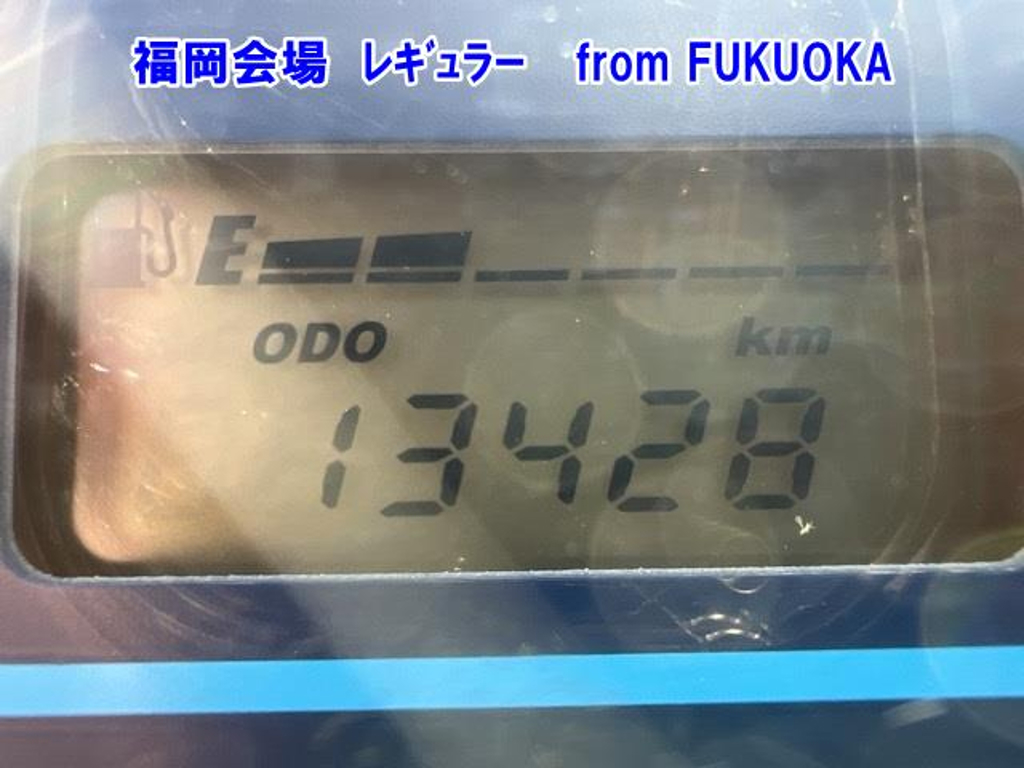 福岡会場 ﾚｷﾞｭﾗｰ from FUKUOKA
E
ODO km
13428